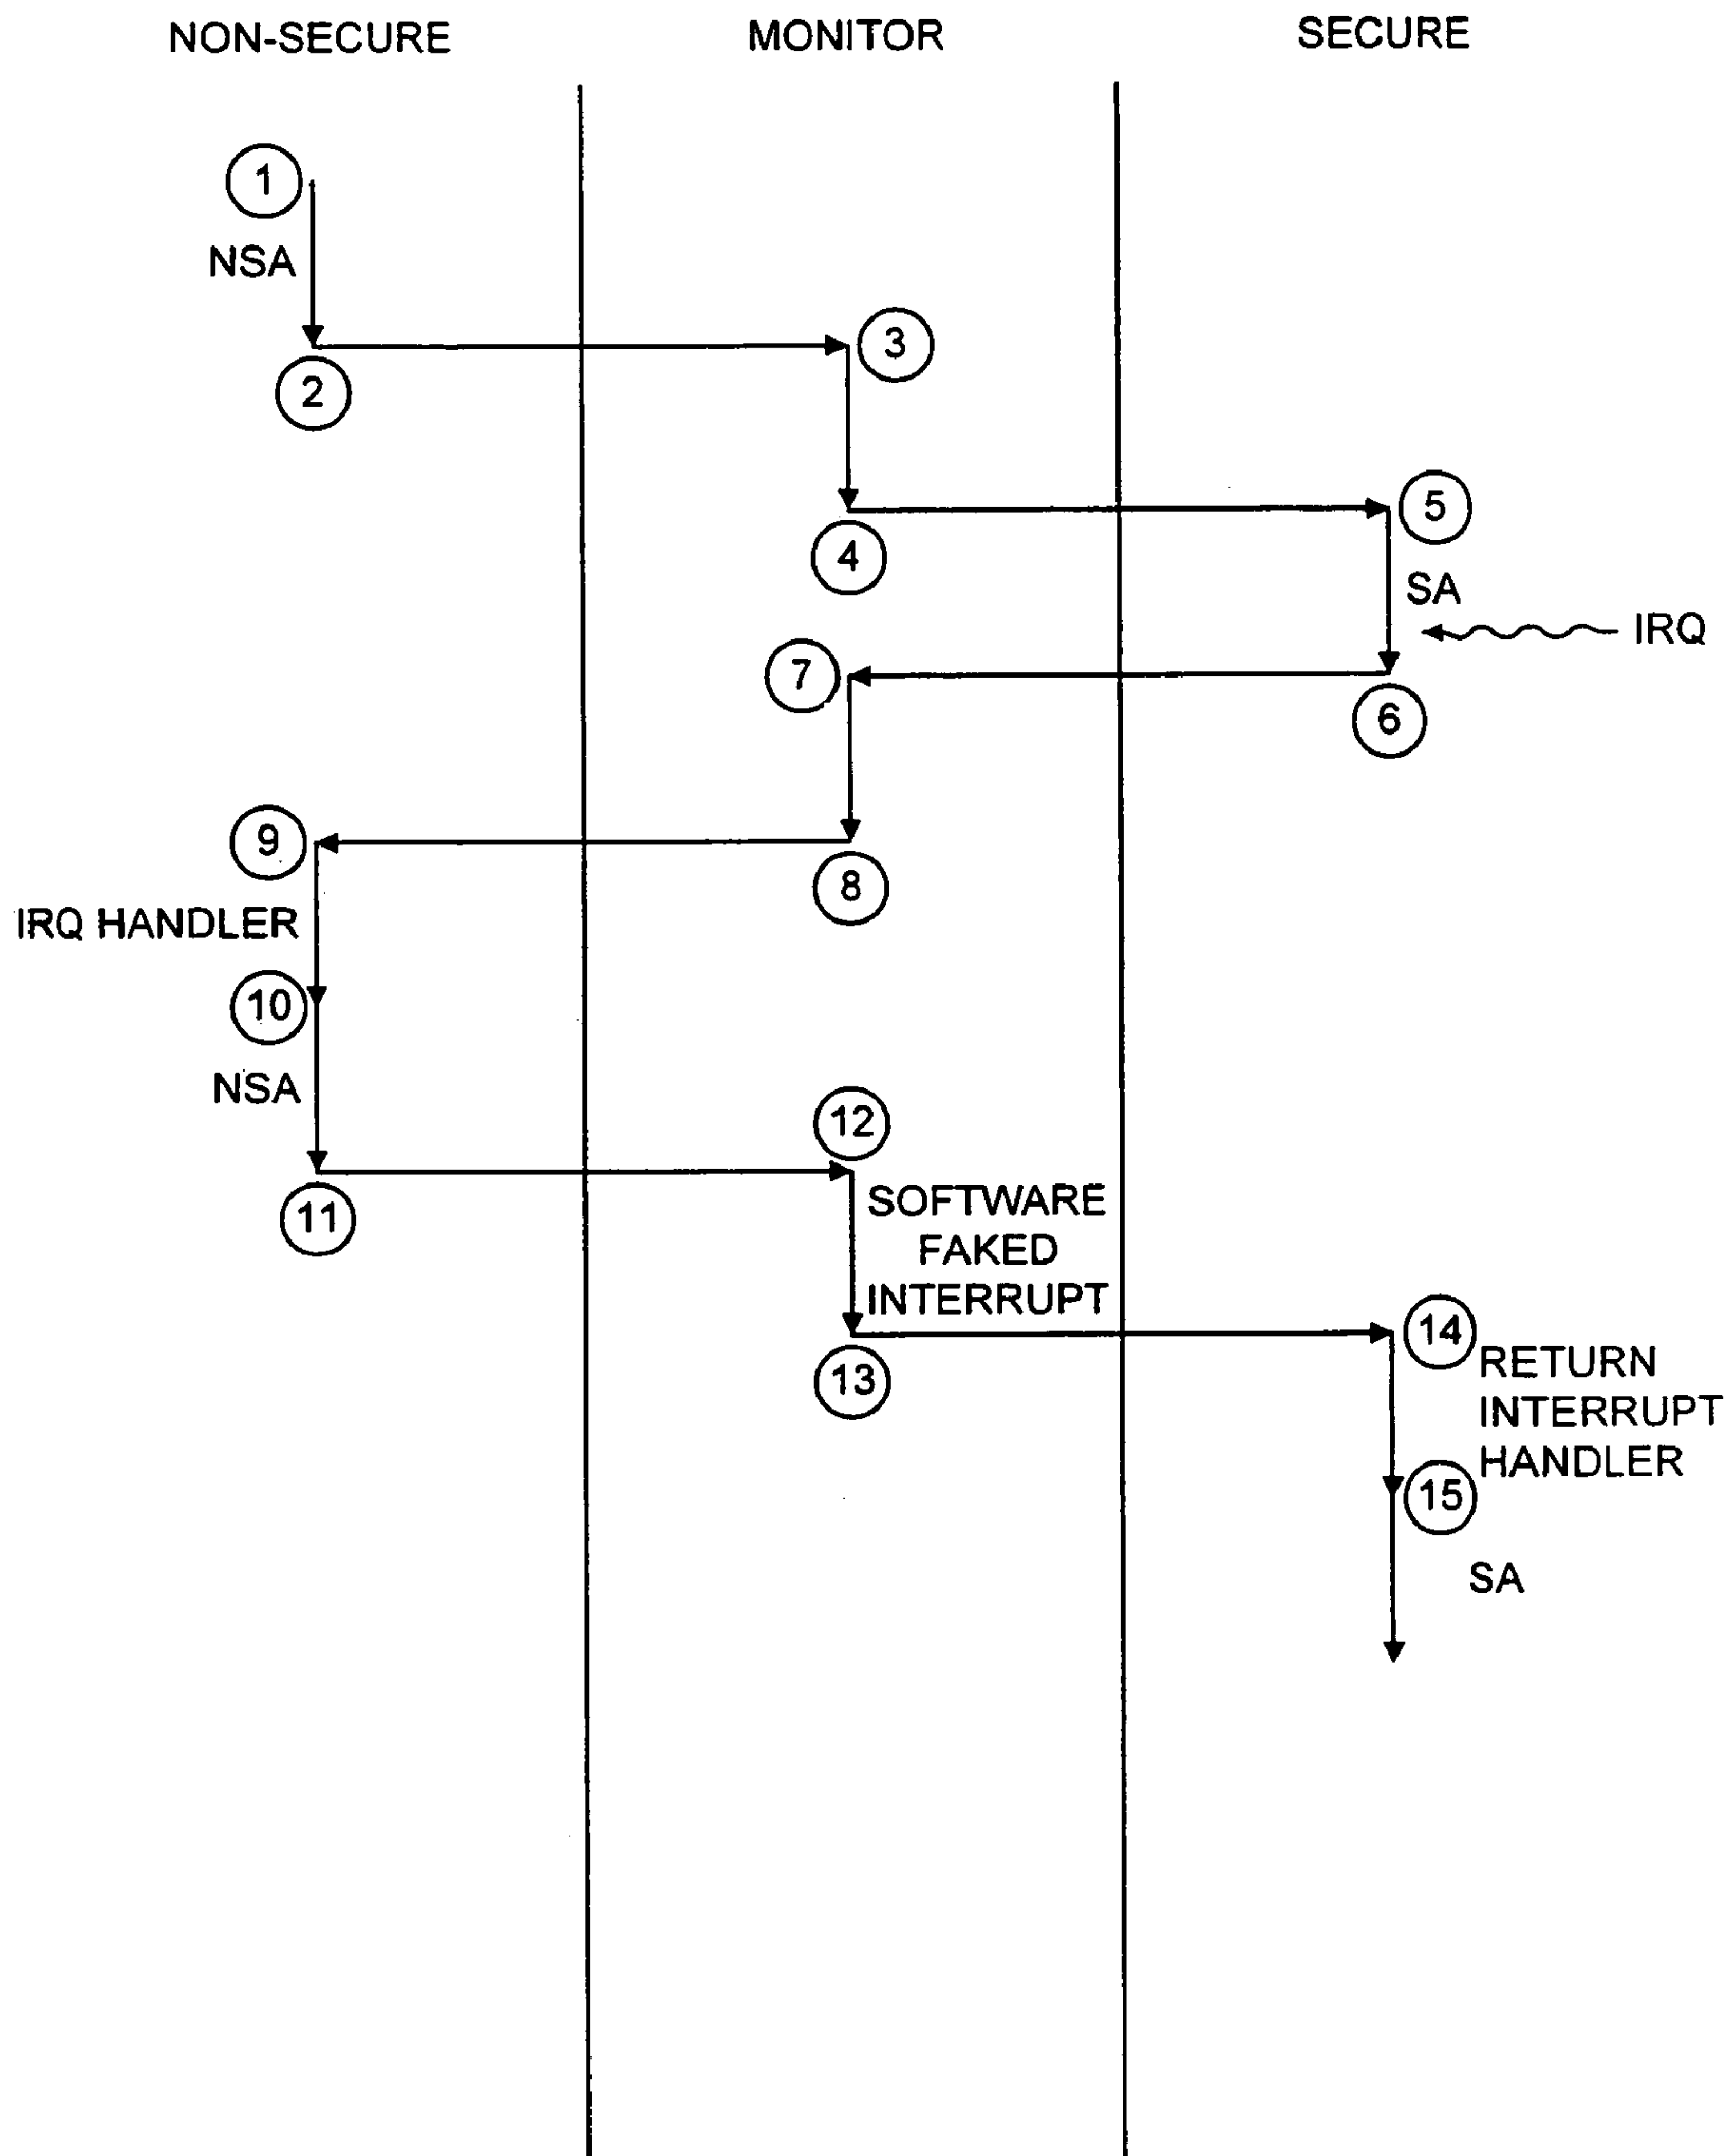 NON-SECURE
MONITOR
SECURE
1
NSA
2
3
4
5
SA
IRQ
6
7
8
9
IRQ HANDLER
10
NSA
11
12
SOFTWARE
FAKED
INTERRUPT
13
14
RETURN
INTERRUPT
HANDLER
15
SA